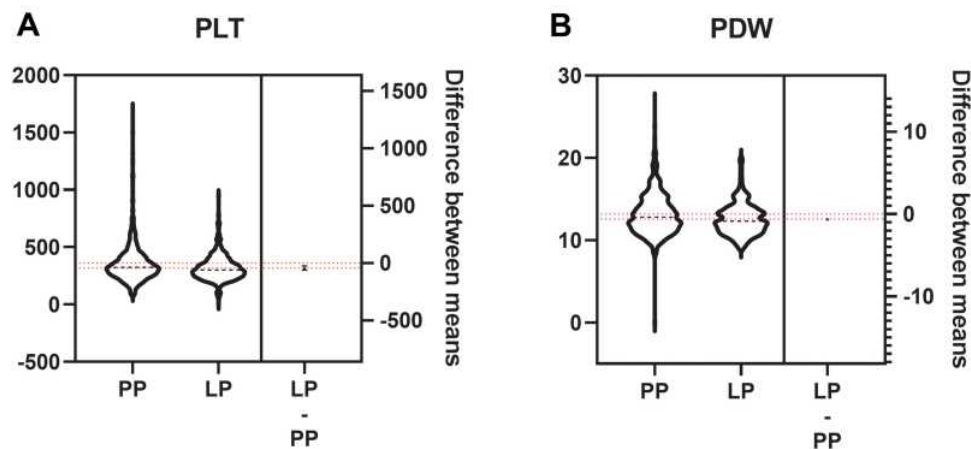 A
PLT
2000
1500
1000
500
0
-500
1500
1000
500
0
-500
Difference between means
PP
LP
LP
-
PP
B
PDW
30
20
10
0
10
0
-10
Difference between means
PP
LP
LP
-
PP